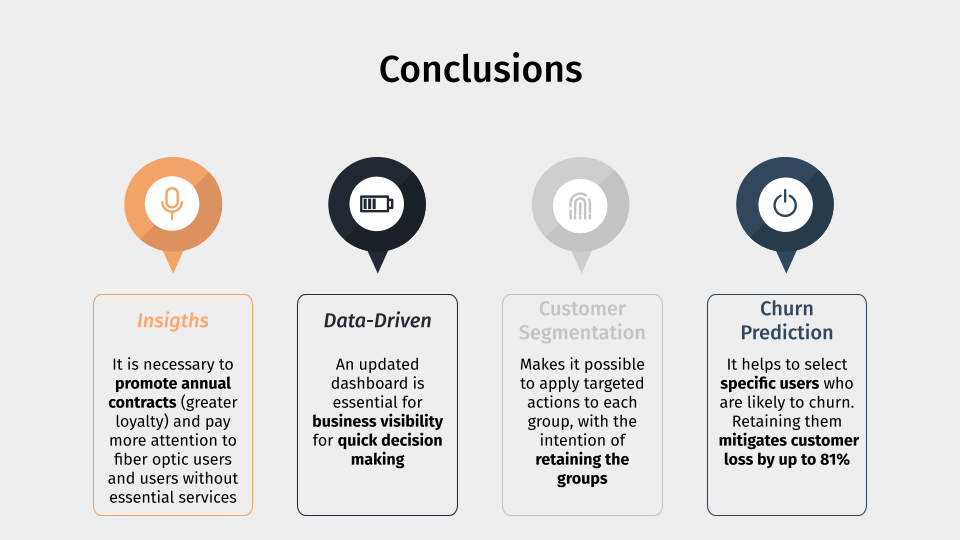 Conclusions
Insigths
It is necessary to
promote annual
contracts (greater
loyalty) and pay
more attention to
fiber optic users
and users without
essential services
Data-Driven
An updated
dashboard is
essential for
business visibility
for quick decision
making
Customer
Segmentation
Makes it possible
to apply targeted
actions to each
group, with the
intention of
retaining the
groups
Churn
Prediction
It helps to select
specific users who
are likely to churn.
Retaining them
mitigates customer
loss by up to 81%